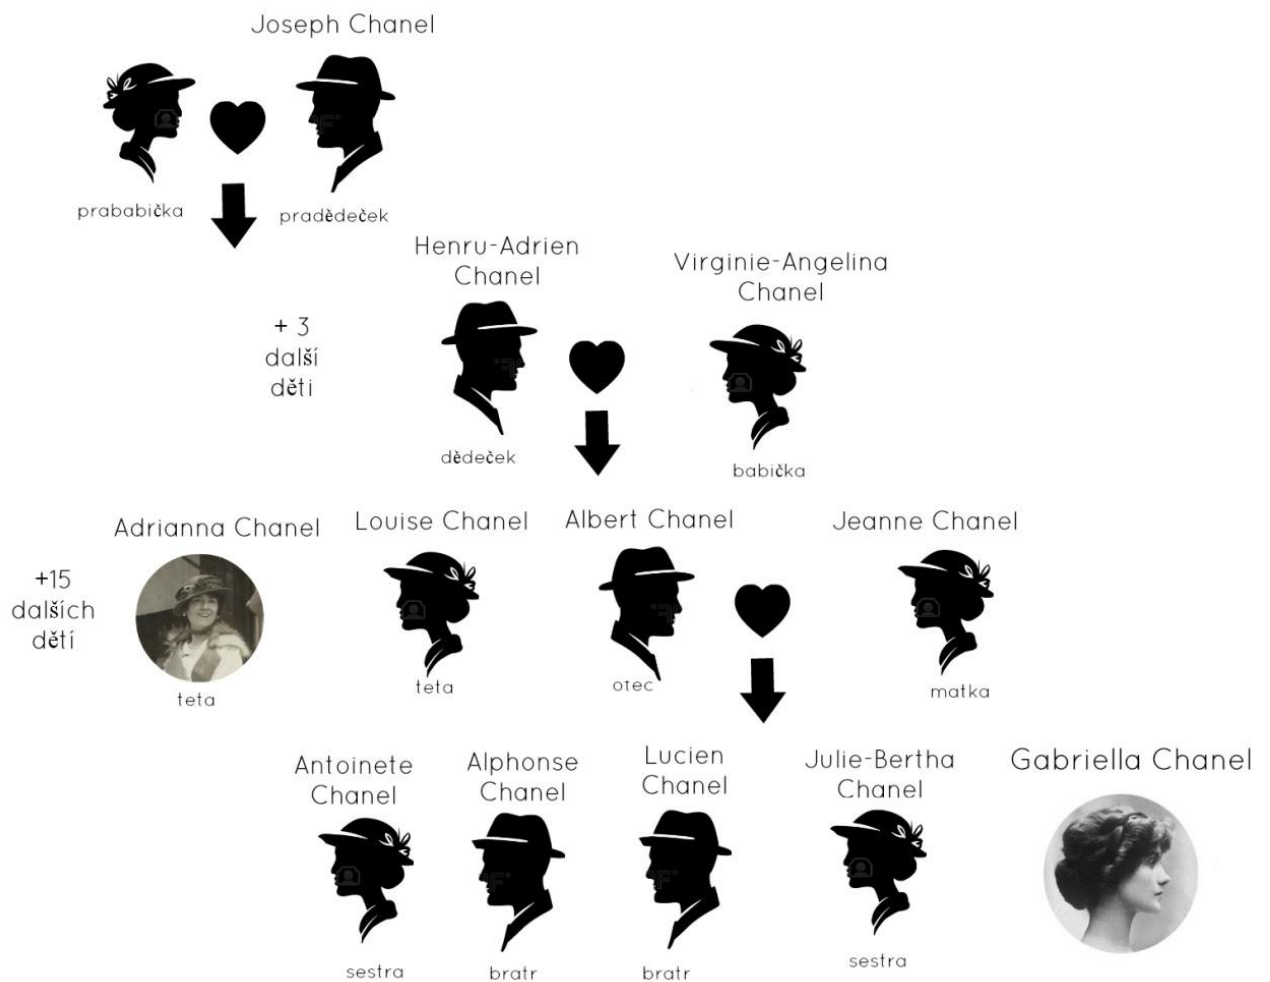 Joseph Chanel
prababička
pradědeček
Henru-Adrien
Chanel
Virginie-Angelina
Chanel
+ 3
další
děti
dědeček
babička
Adrianna Chanel
Louise Chanel
Albert Chanel
Jeanne Chanel
+15
dalších
dětí
teta
teta
otec
matka
Antoinete
Chanel
Alphonse
Chanel
Lucien
Chanel
Julie-Bertha
Chanel
Gabriella Chanel
sestra
bratr
bratr
sestra